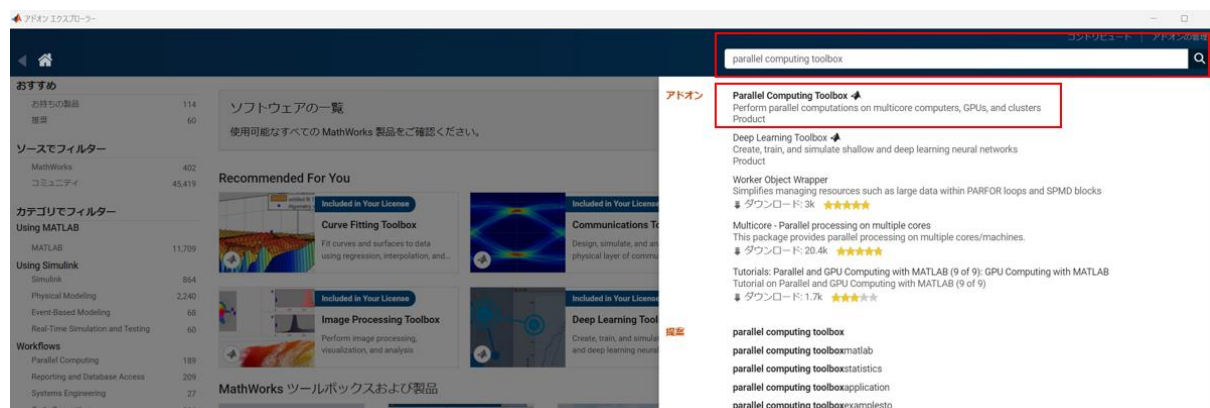 アドオン エクスプローラー
コントリビュート | アドオンの管理
parallel computing toolbox
おすすめ
お持ちの製品 114
推奨 60
ソースでフィルター
MathWorks 402
コミュニティ 45,419
カテゴリでフィルター
Using MATLAB
MATLAB 11,709
Using Simulink
Simulink 864
Physical Modeling 2,240
Event-Based Modeling 68
Real-Time Simulation and Testing 60
Workflows
Parallel Computing 189
Reporting and Database Access 209
Systems Engineering 27
ソフトウェアの一覧
使用可能なすべての MathWorks 製品をご確認ください。
Recommended For You
Included in Your License
Curve Fitting Toolbox
Fit curves and surfaces to data
using regression, interpolation, and...
Included in Your License
Communications
Design, simulate, and
physical layer of
Included in Your License
Image Processing Toolbox
Perform image processing,
visualization, and analysis
Included in Your License
Deep Learning
Create, train, and
and deep learning neural
MathWorks ツールボックスおよび製品
アドオン
Parallel Computing Toolbox
Perform parallel computations on multicore computers, GPUs, and clusters
Product
Deep Learning Toolbox
Create, train, and simulate shallow and deep learning neural networks
Product
Worker Object Wrapper
Simplifies managing resources such as large data within PARFOR loops and SPMD blocks
ダウンロード: 3k
Multicore - Parallel processing on multiple cores
This package provides parallel processing on multiple cores/machines.
ダウンロード: 20.4k
Tutorials: Parallel and GPU Computing with MATLAB (9 of 9): GPU Computing with MATLAB
Tutorial on Parallel and GPU Computing with MATLAB (9 of 9)
ダウンロード: 1.7k
提案
parallel computing toolbox
parallel computing toolboxmatlab
parallel computing toolboxstatistics
parallel computing toolboxapplication
parallel computing toolboxexamplesto